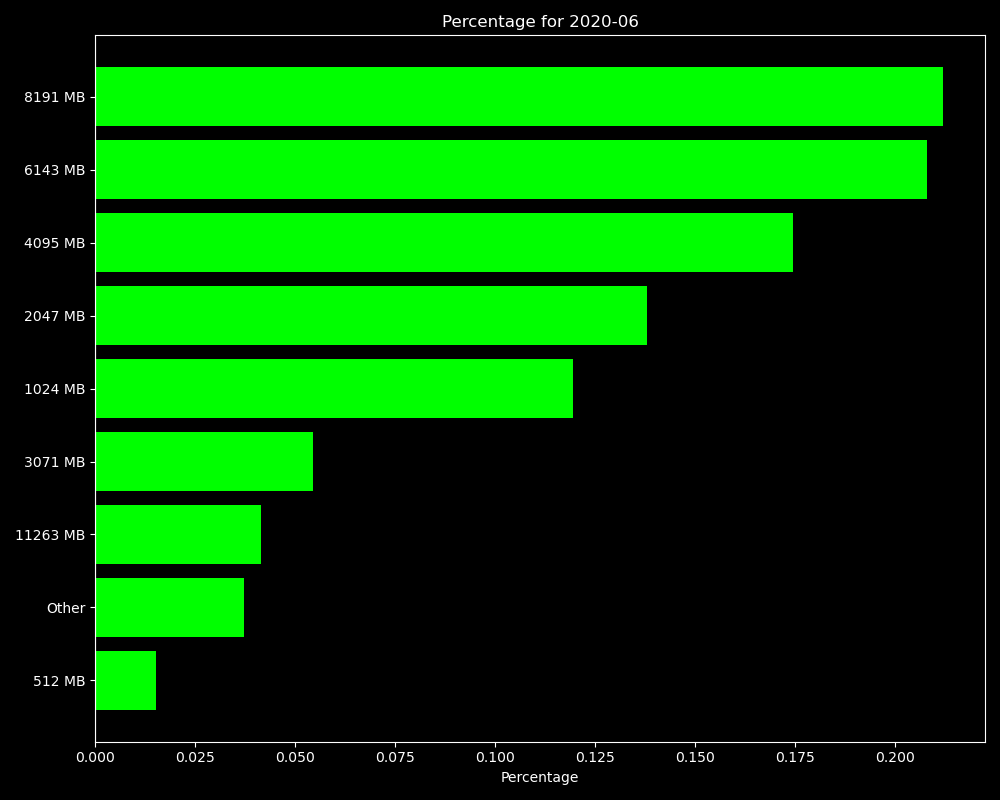 Percentage for 2020-06
8191 MB
6143 MB
4095 MB
2047 MB
1024 MB
3071 MB
11263 MB
Other
512 MB
0.000 0.025 0.050 0.075 0.100 0.125 0.150 0.175 0.200
Percentage